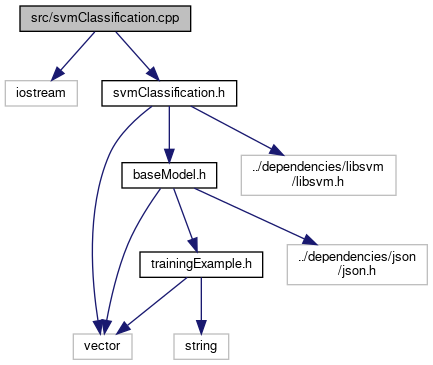 src/svmClassification.cpp
iostream
svmClassification.h
baseModel.h
../dependencies/libsvm
/libsvm.h
trainingExample.h
../dependencies/json
/json.h
vector
string